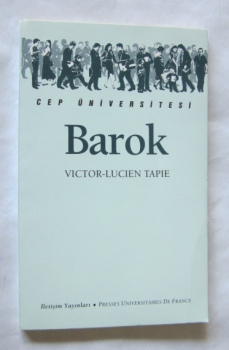 CEP ÜNİVERSİTESİ
Barok
VICTOR-LUCIEN TAPIE
İletişim Yayınları • PRESSES UNIVERSITAIRES DE FRANCE